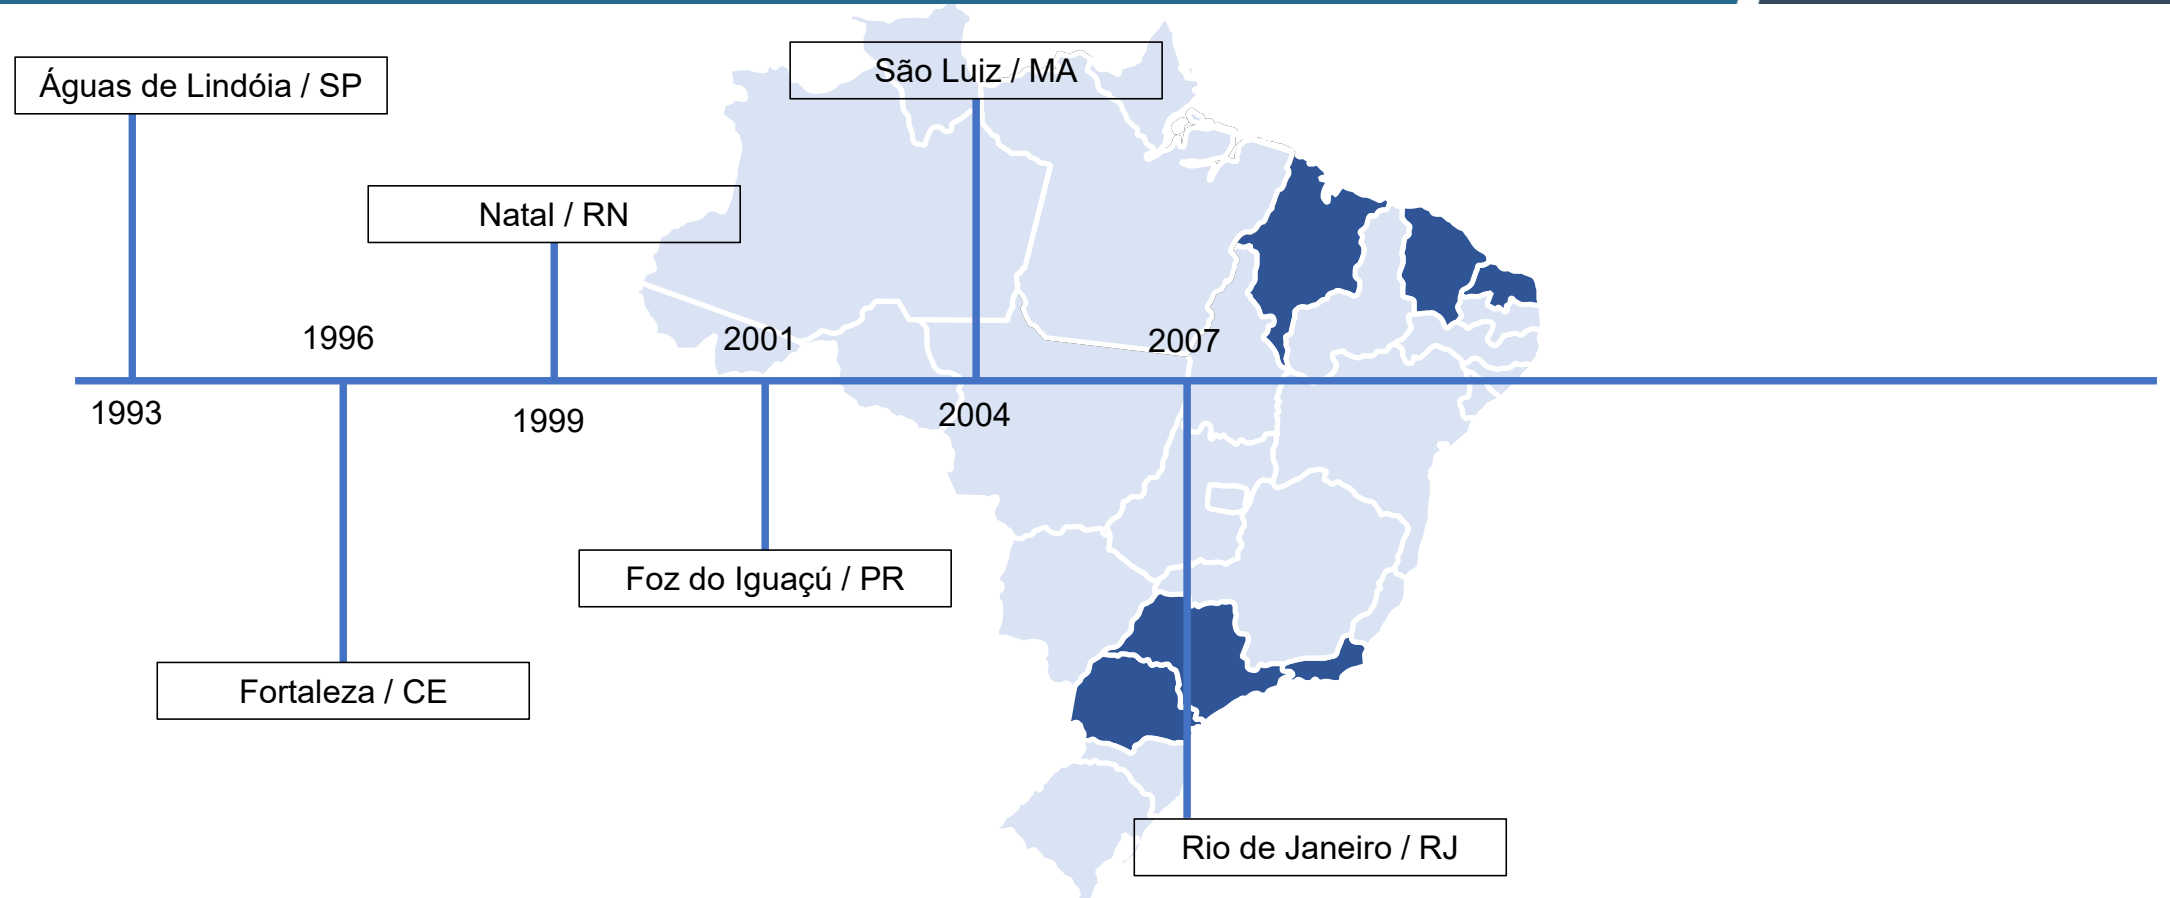 São Luiz / MA
Águas de Lindóia / SP
Natal / RN
1996
2001
2007
1993
1999
2004
Foz do Iguaçú / PR
Fortaleza / CE
Rio de Janeiro / RJ